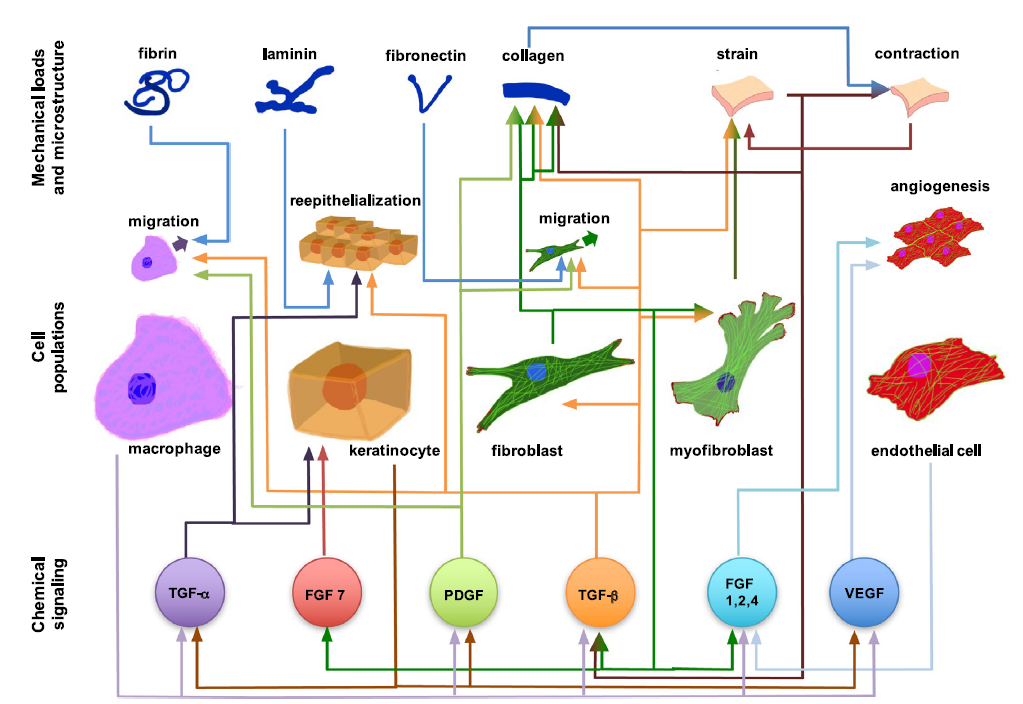 Mechanical loads
and microstructure
fibrin
laminin
fibronectin
collagen
strain
contraction
migration
reepithelialization
migration
angiogenesis
Cell
populations
macrophage
keratinocyte
fibroblast
myofibroblast
endothelial cell
Chemical
signaling
TGF-α
FGF 7
PDGF
TGF-β
FGF
1,2,4
VEGF